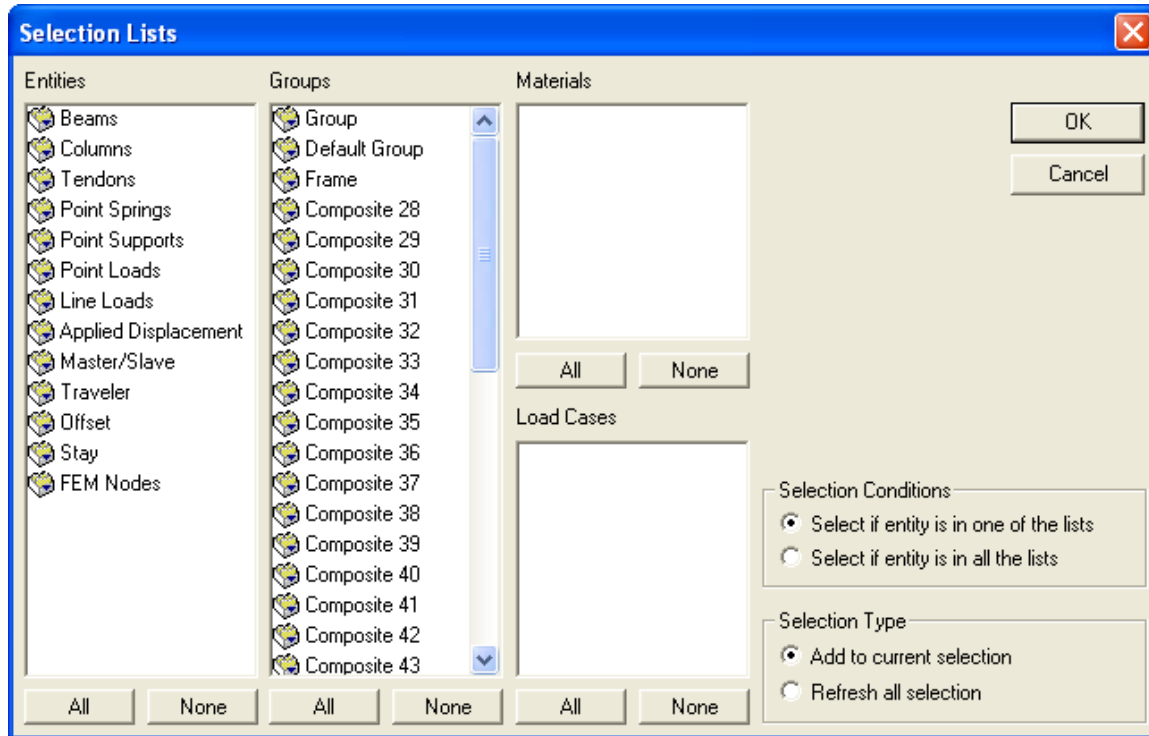 Selection Lists
Entities
Beams
Columns
Tendons
Point Springs
Point Supports
Point Loads
Line Loads
Applied Displacement
Master/Slave
Traveler
Offset
Stay
FEM Nodes
All None
Groups
Group
Default Group
Frame
Composite 28
Composite 29
Composite 30
Composite 31
Composite 32
Composite 33
Composite 34
Composite 35
Composite 36
Composite 37
Composite 38
Composite 39
Composite 40
Composite 41
Composite 42
Composite 43
All None
Materials
All None
Load Cases
All None
OK
Cancel
Selection Conditions
Select if entity is in one of the lists
Select if entity is in all the lists
Selection Type
Add to current selection
Refresh all selection